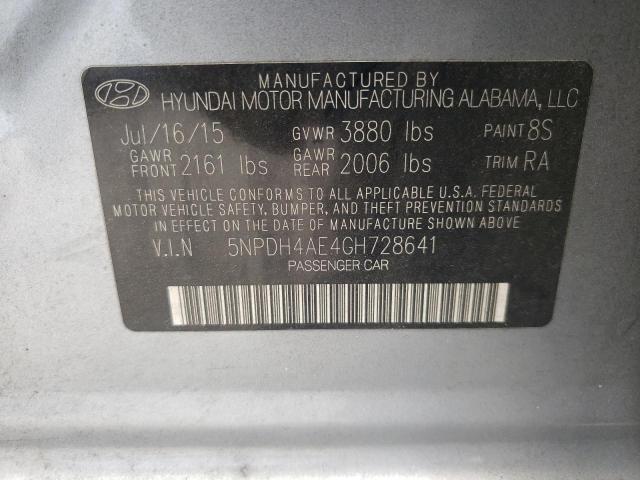 MANUFACTURED BY
HYUNDAI MOTOR MANUFACTURING ALABAMA, LLC
Jul/16/15 GVWR 3880 lbs PAINT 8S
GAWR FRONT 2161 lbs GAWR REAR 2006 lbs TRIM RA
THIS VEHICLE CONFORMS TO ALL APPLICABLE U.S.A. FEDERAL
MOTOR VEHICLE SAFETY, BUMPER, AND THEFT PREVENTION STANDARDS
IN EFFECT ON THE DATE OF MANUFACTURE SHOWN ABOVE
V.I.N 5NPDH4AE4GH728641
PASSENGER CAR